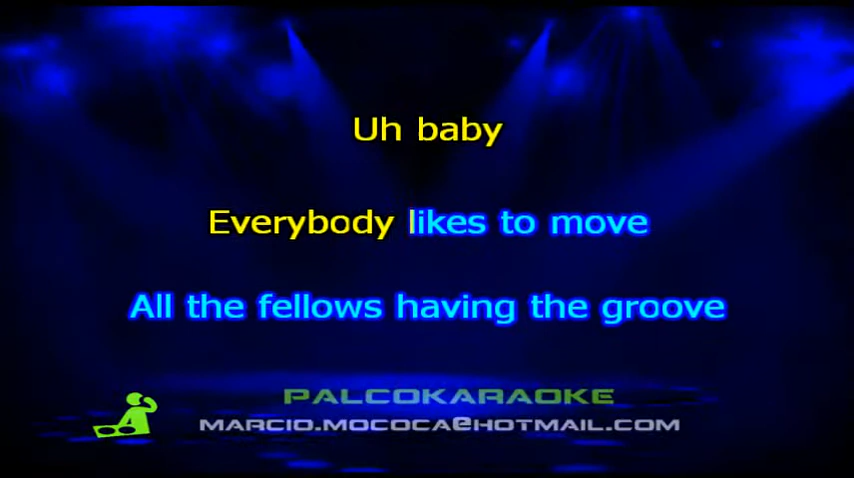 Uh baby
Everybody likes to move
All the fellows having the groove
PALCOKARAOKE
MARCIO.MOCOCA@HOTMAIL.COM